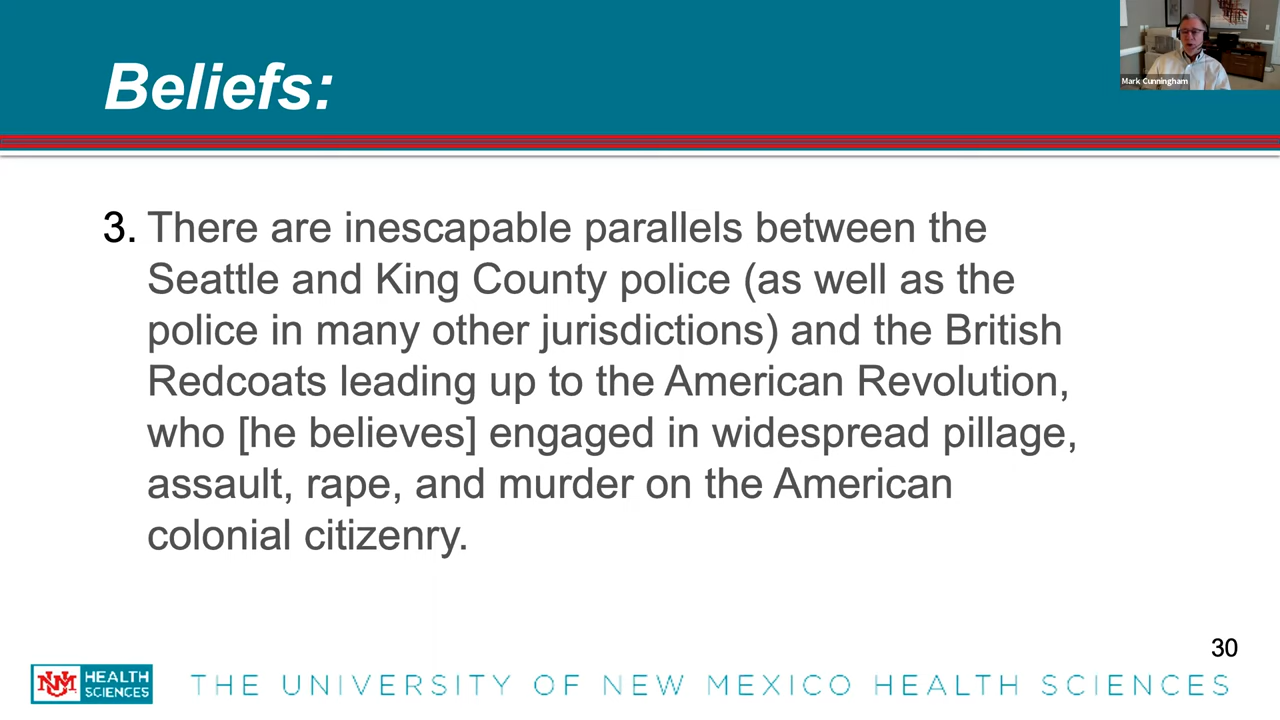 Beliefs:
Mark Cunningham
3. There are inescapable parallels between the
Seattle and King County police (as well as the
police in many other jurisdictions) and the British
Redcoats leading up to the American Revolution,
who [he believes] engaged in widespread pillage,
assault, rape, and murder on the American
colonial citizenry.
30
UNM HEALTH
SCIENCES
THE UNIVERSITY OF NEW MEXICO HEALTH SCIENCES